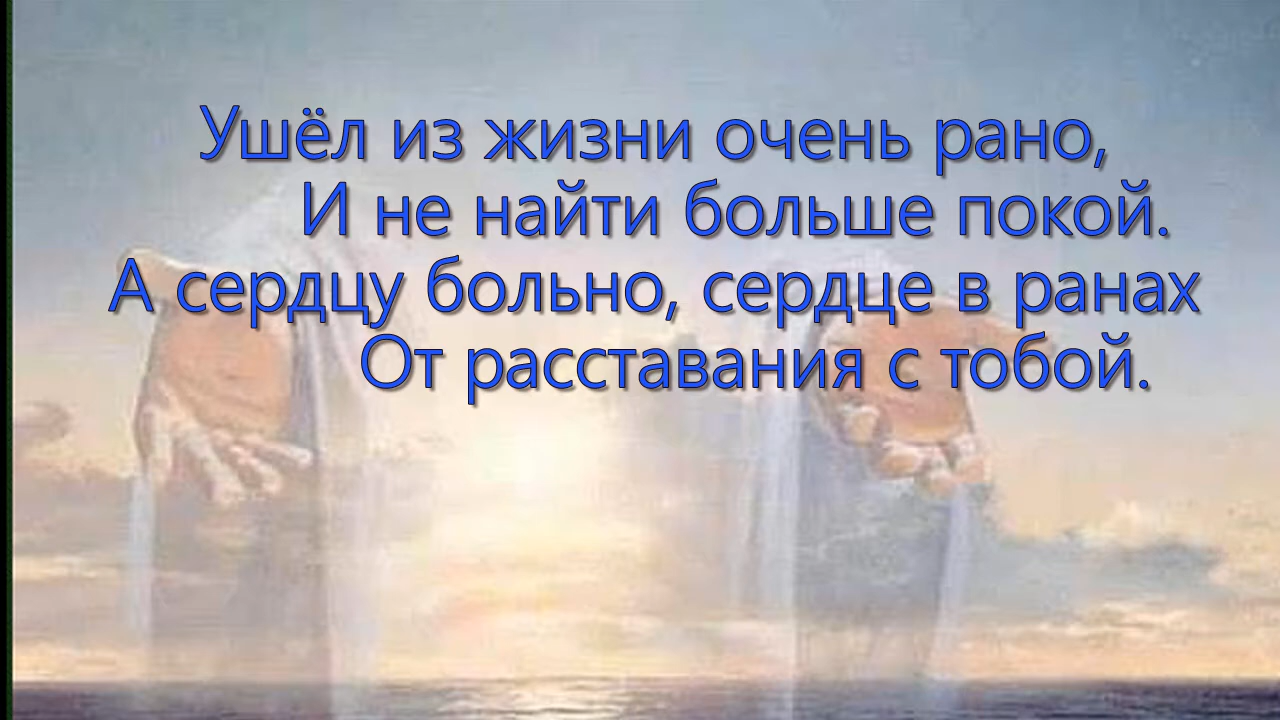 Ушёл из жизни очень рано,
И не найти больше покой.
А сердцу больно, сердце в ранах
От расставания с тобой.